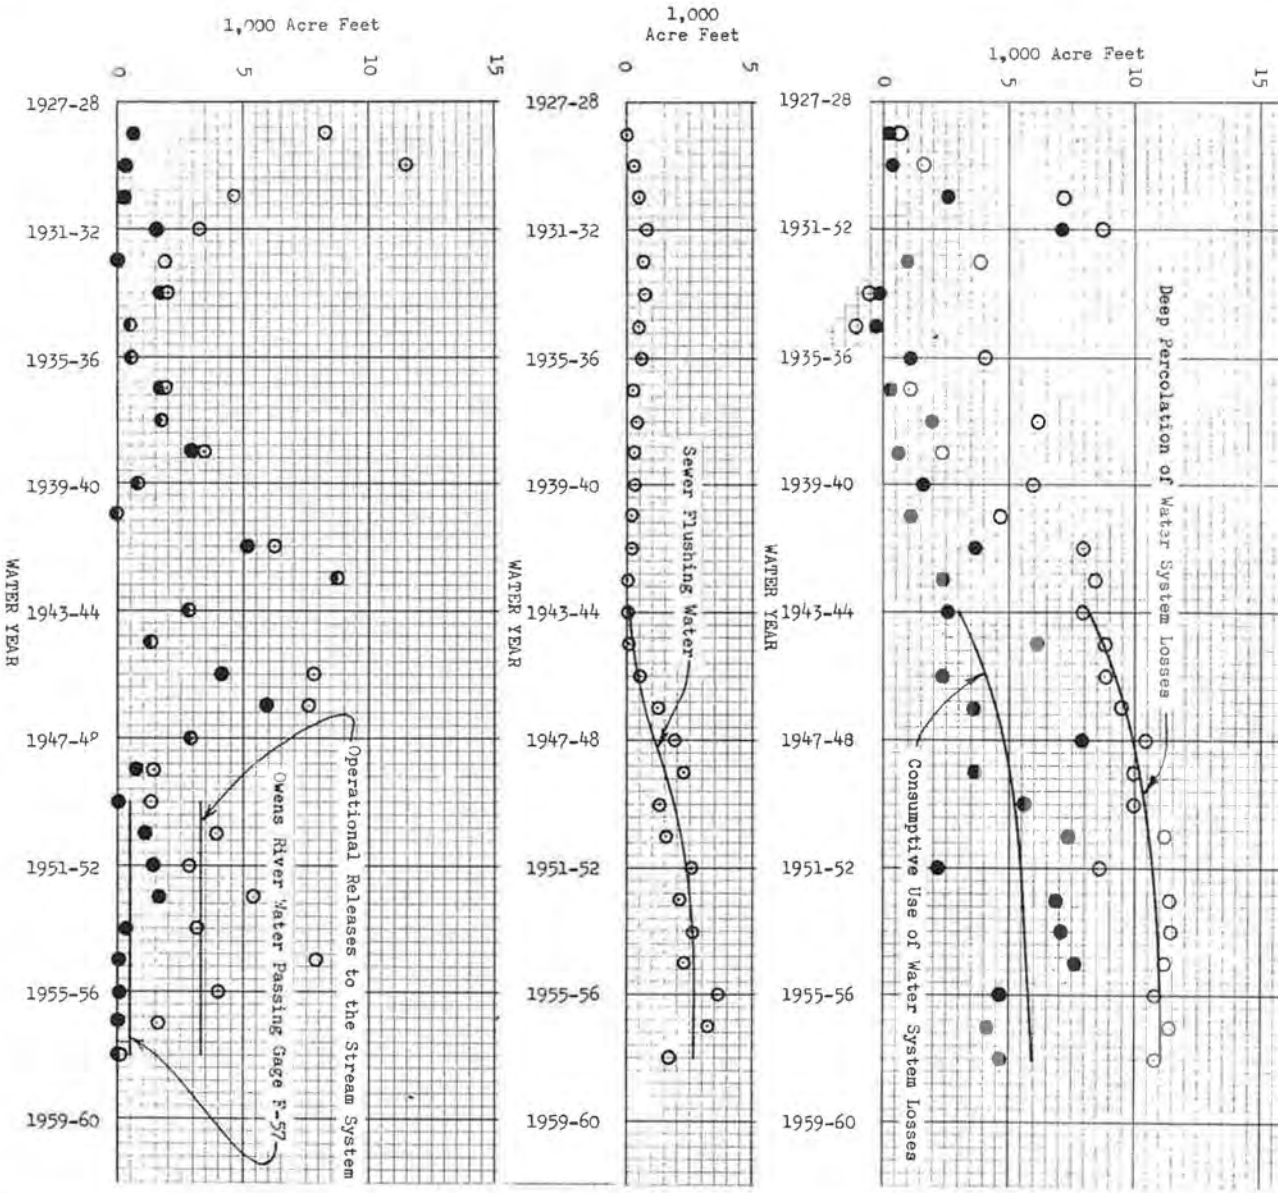 1,000 Acre Feet
0 5 10 15
1927-28
1931-32
1935-36
1939-40
1943-44
1947-48
1951-52
1955-56
1959-60
WATER YEAR
Operational Releases to the Stream System
Owens River Water Passing Gage F-57
1,000
Acre Feet
0 5
1927-28
1931-32
1935-36
1939-40
1943-44
1947-48
1951-52
1955-56
1959-60
WATER YEAR
Sewer Flushing Water
1,000 Acre Feet
0 5 10 15
1927-28
1931-52
1935-36
1939-40
1943-44
1947-48
1951-52
1955-56
1959-60
WATER YEAR
Deep Percolation of Water System Losses
Consumptive Use of Water System Losses